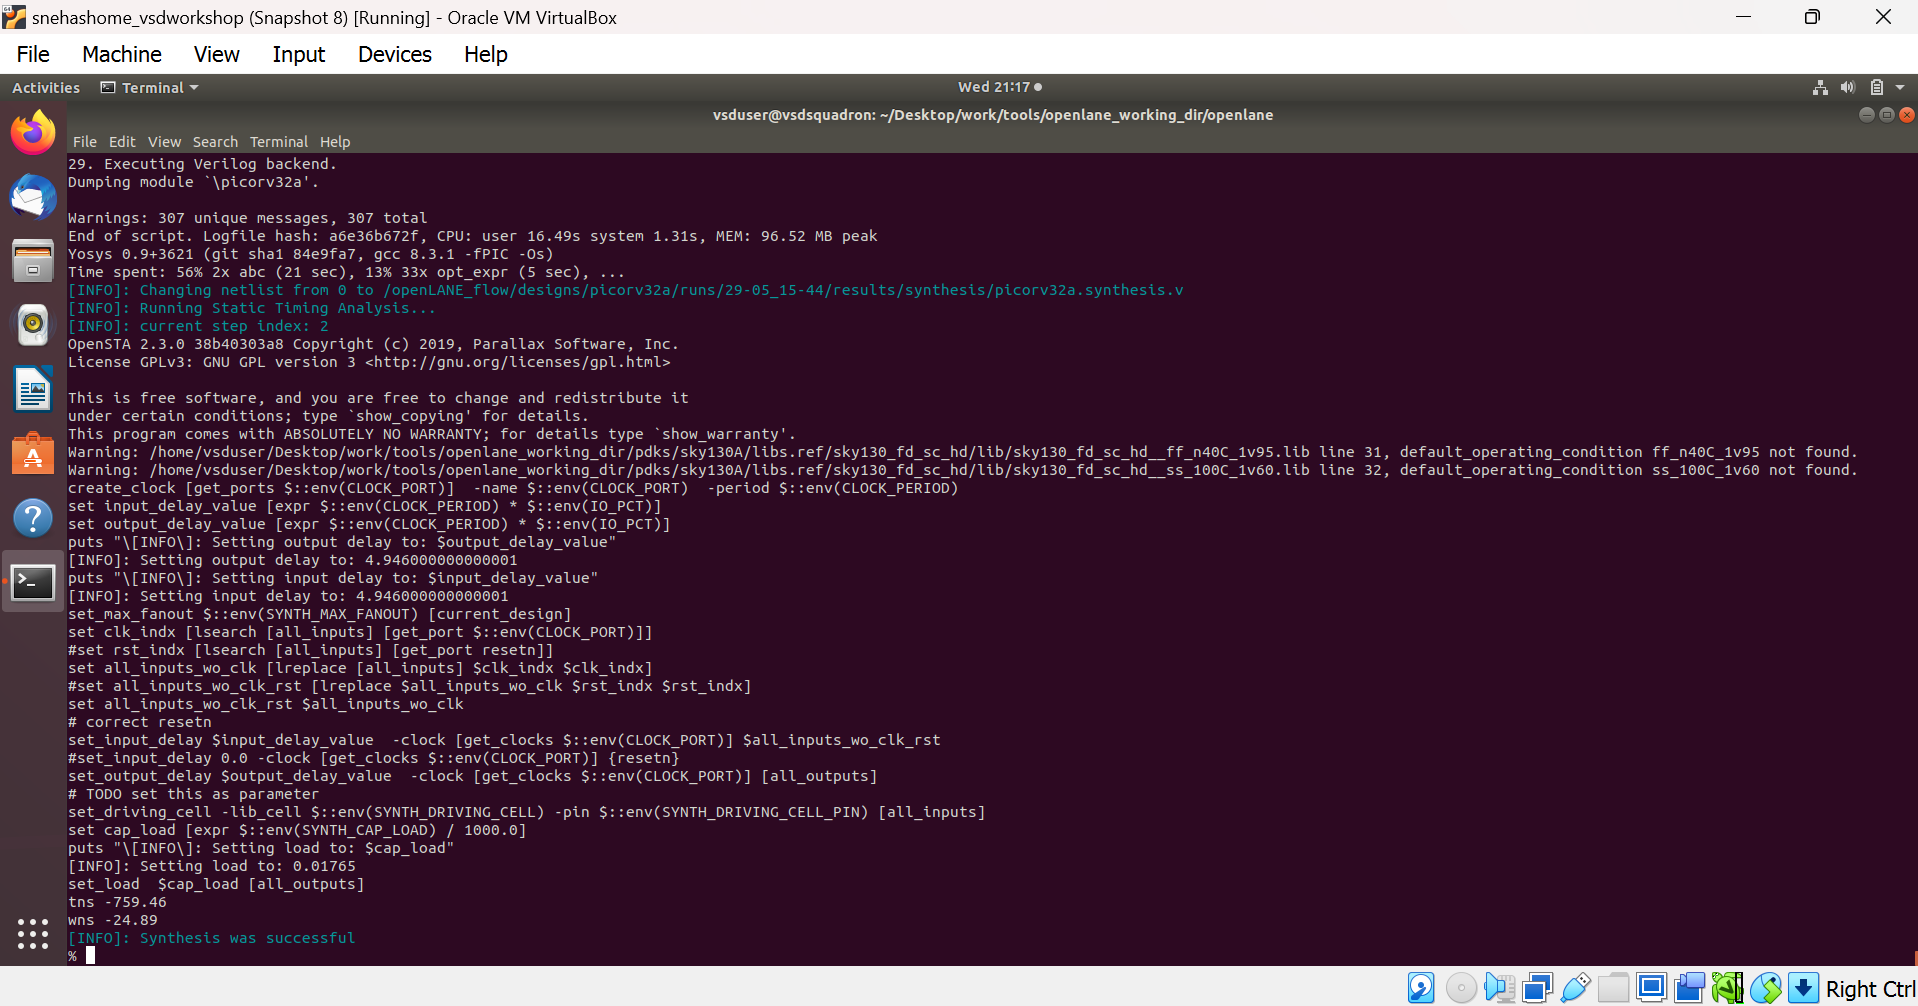 snehashome_vsdworkshop (Snapshot 8) [Running] - Oracle VM VirtualBox
File Machine View Input Devices Help
Activities Terminal Wed 21:17
vsduser@vsdsquadron: ~/Desktop/work/tools/openlane_working_dir/openlane
File Edit View Search Terminal Help
29. Executing Verilog backend.
Dumping module `\picorv32a'.
Warnings: 307 unique messages, 307 total
End of script. Logfile hash: a6e36b672f, CPU: user 16.49s system 1.31s, MEM: 96.52 MB peak
Yosys 0.9+3621 (git sha1 84e9fa7, gcc 8.3.1 -fPIC -Os)
Time spent: 56% 2x abc (21 sec), 13% 33x opt_expr (5 sec), ...
[INFO]: Changing netlist from 0 to /openLANE_flow/designs/picorv32a/runs/29-05_15-44/results/synthesis/picorv32a.synthesis.v
[INFO]: Running Static Timing Analysis...
[INFO]: current step index: 2
OpenSTA 2.3.0 38b40303a8 Copyright (c) 2019, Parallax Software, Inc.
License GPLv3: GNU GPL version 3 <http://gnu.org/licenses/gpl.html>
This is free software, and you are free to change and redistribute it
under certain conditions; type `show_copying' for details.
This program comes with ABSOLUTELY NO WARRANTY; for details type `show_warranty'.
Warning: /home/vsduser/Desktop/work/tools/openlane_working_dir/pdks/sky130A/libs.ref/sky130_fd_sc_hd/lib/sky130_fd_sc_hd__ff_n40C_1v95.lib line 31, default_operating_condition ff_n40C_1v95 not found.
Warning: /home/vsduser/Desktop/work/tools/openlane_working_dir/pdks/sky130A/libs.ref/sky130_fd_sc_hd/lib/sky130_fd_sc_hd__ss_100C_1v60.lib line 32, default_operating_condition ss_100C_1v60 not found.
create_clock [get_ports $::env(CLOCK_PORT)]  -name $::env(CLOCK_PORT)  -period $::env(CLOCK_PERIOD)
set input_delay_value [expr $::env(CLOCK_PERIOD) * $::env(IO_PCT)]
set output_delay_value [expr $::env(CLOCK_PERIOD) * $::env(IO_PCT)]
puts "\[INFO\]: Setting output delay to: $output_delay_value"
[INFO]: Setting output delay to: 4.946000000000001
puts "\[INFO\]: Setting input delay to: $input_delay_value"
[INFO]: Setting input delay to: 4.946000000000001
set_max_fanout $::env(SYNTH_MAX_FANOUT) [current_design]
set clk_indx [lsearch [all_inputs] [get_port $::env(CLOCK_PORT)]]
#set rst_indx [lsearch [all_inputs] [get_port resetn]]
set all_inputs_wo_clk [lreplace [all_inputs] $clk_indx $clk_indx]
#set all_inputs_wo_clk_rst [lreplace $all_inputs_wo_clk $rst_indx $rst_indx]
set all_inputs_wo_clk_rst $all_inputs_wo_clk
# correct resetn
set_input_delay $input_delay_value  -clock [get_clocks $::env(CLOCK_PORT)] $all_inputs_wo_clk_rst
#set_input_delay 0.0 -clock [get_clocks $::env(CLOCK_PORT)] {resetn}
set_output_delay $output_delay_value  -clock [get_clocks $::env(CLOCK_PORT)] [all_outputs]
# TODO set this as parameter
set_driving_cell -lib_cell $::env(SYNTH_DRIVING_CELL) -pin $::env(SYNTH_DRIVING_CELL_PIN) [all_inputs]
set cap_load [expr $::env(SYNTH_CAP_LOAD) / 1000.0]
puts "\[INFO\]: Setting load to: $cap_load"
[INFO]: Setting load to: 0.01765
set_load  $cap_load [all_outputs]
tns -759.46
wns -24.89
[INFO]: Synthesis was successful
%
Right Ctrl